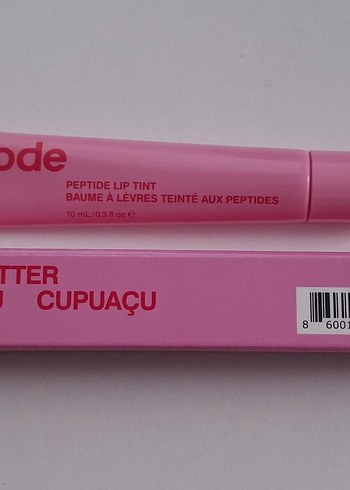 ode
PEPTIDE LIP TINT
BAUME À LÈVRES TEINTÉ AUX PEPTIDES
10 mL / 0.3 fl oz ℮
TTER
U CUPUAÇU
8 6001